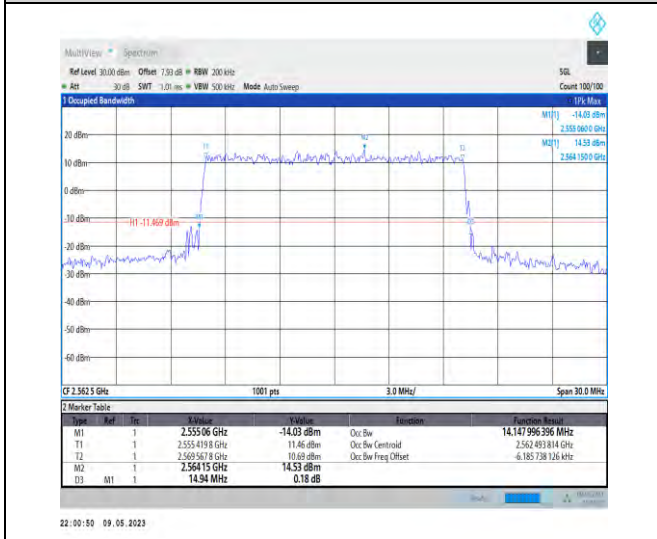 MultiView Spectrum
Ref Level 30.00 dBm Offset 7.93 dB RBW 200 kHz SGL
Att 30 dB SWT 1.01 ms VBW 500 kHz Mode Auto Sweep Count 100/100
1 Occupied Bandwidth 1Pk Max
M1[1] -14.03 dBm
2.555 060 0 GHz
M2[1] 14.53 dBm
2.564 150 0 GHz
20 dBm
M2
T1
T2
10 dBm
0 dBm
-10 dBm
H1 -11.469 dBm
-20 dBm
-30 dBm
-40 dBm
-50 dBm
-60 dBm
CF 2.562 5 GHz 1001 pts 3.0 MHz/ Span 30.0 MHz
2 Marker Table
Type Ref Trc X-Value Y-Value Function Function Result
M1 1 2.555 06 GHz -14.03 dBm Occ Bw 14.147 996 396 MHz
T1 1 2.555 419 8 GHz 11.46 dBm Occ Bw Centroid 2.562 493 814 GHz
T2 1 2.569 567 8 GHz 10.69 dBm Occ Bw Freq Offset -6.185 738 126 kHz
M2 1 2.564 15 GHz 14.53 dBm
D3 M1 1 14.94 MHz 0.18 dB
22:00:50 09.05.2023